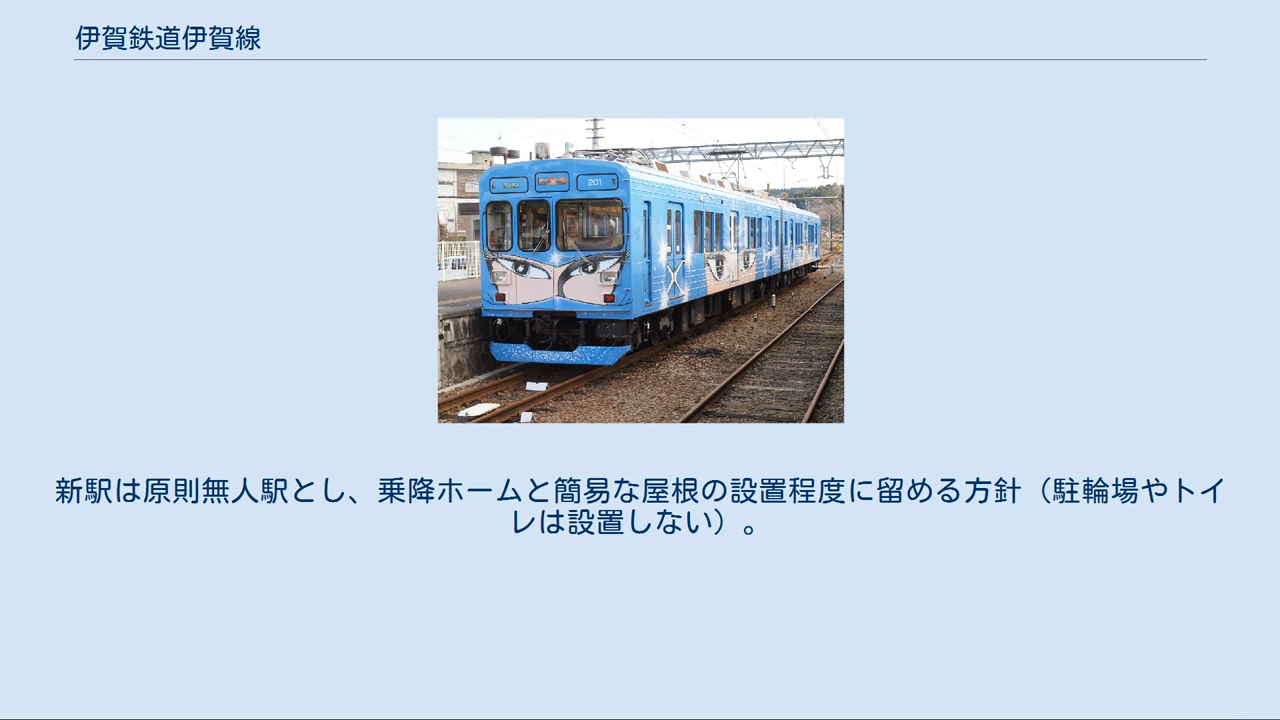 伊賀鉄道伊賀線
201
新駅は原則無人駅とし、乗降ホームと簡易な屋根の設置程度に留める方針（駐輪場やトイ
レは設置しない）。